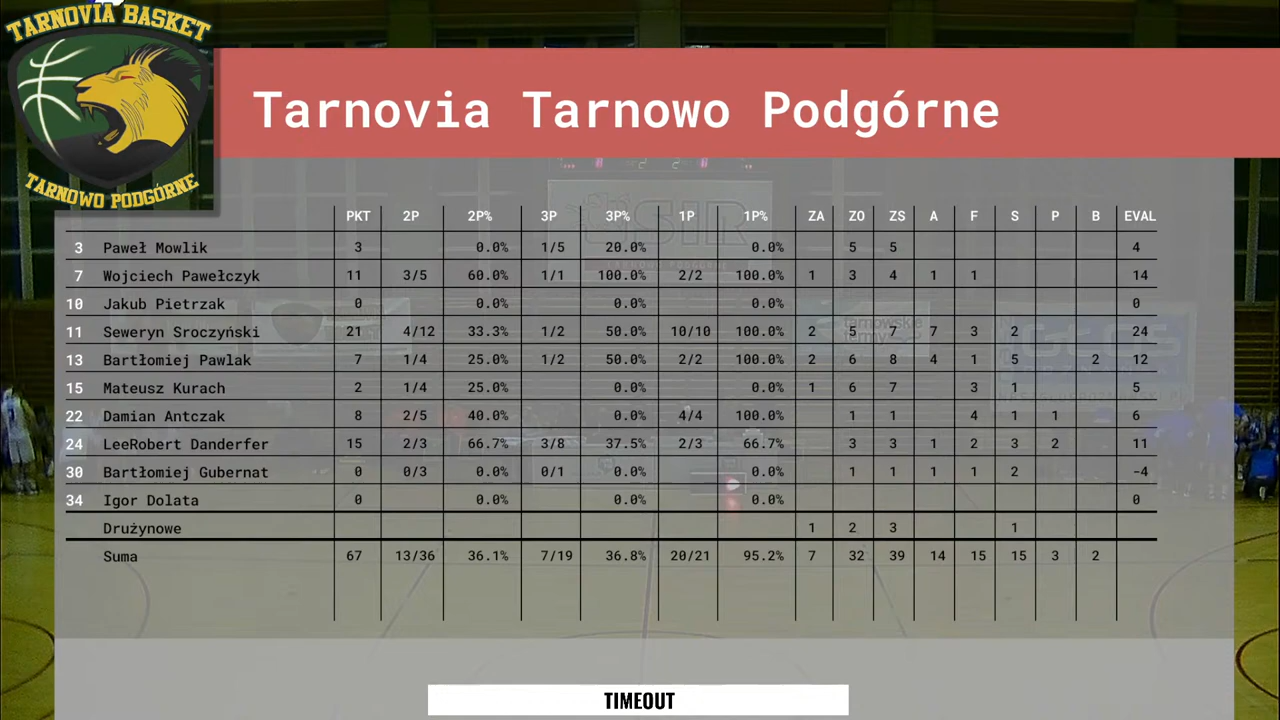 TARNOVIA BASKET
TARNOWO PODGÓRNE
Tarnovia Tarnowo Podgórne
PKT 2P 2P% 3P 3P% 1P 1P% ZA ZO ZS A F S P B EVAL
3 Paweł Mowlik 3 0.0% 1/5 20.0% 0.0% 5 5 4
7 Wojciech Pawełczyk 11 3/5 60.0% 1/1 100.0% 2/2 100.0% 1 3 4 1 1 14
10 Jakub Pietrzak 0 0.0% 0.0% 0.0% 0
11 Seweryn Sroczyński 21 4/12 33.3% 1/2 50.0% 10/10 100.0% 2 5 7 7 3 2 24
13 Bartłomiej Pawlak 7 1/4 25.0% 1/2 50.0% 2/2 100.0% 2 6 8 4 1 5 2 12
15 Mateusz Kurach 2 1/4 25.0% 0.0% 0.0% 1 6 7 3 1 5
22 Damian Antczak 8 2/5 40.0% 0.0% 4/4 100.0% 1 1 4 1 1 6
24 LeeRobert Danderfer 15 2/3 66.7% 3/8 37.5% 2/3 66.7% 3 3 1 2 3 2 11
30 Bartłomiej Gubernat 0 0/3 0.0% 0/1 0.0% 0.0% 1 1 1 1 2 -4
34 Igor Dolata 0 0.0% 0.0% 0.0% 0
Drużynowe 1 2 3 1
Suma 67 13/36 36.1% 7/19 36.8% 20/21 95.2% 7 32 39 14 15 15 3 2
TIMEOUT